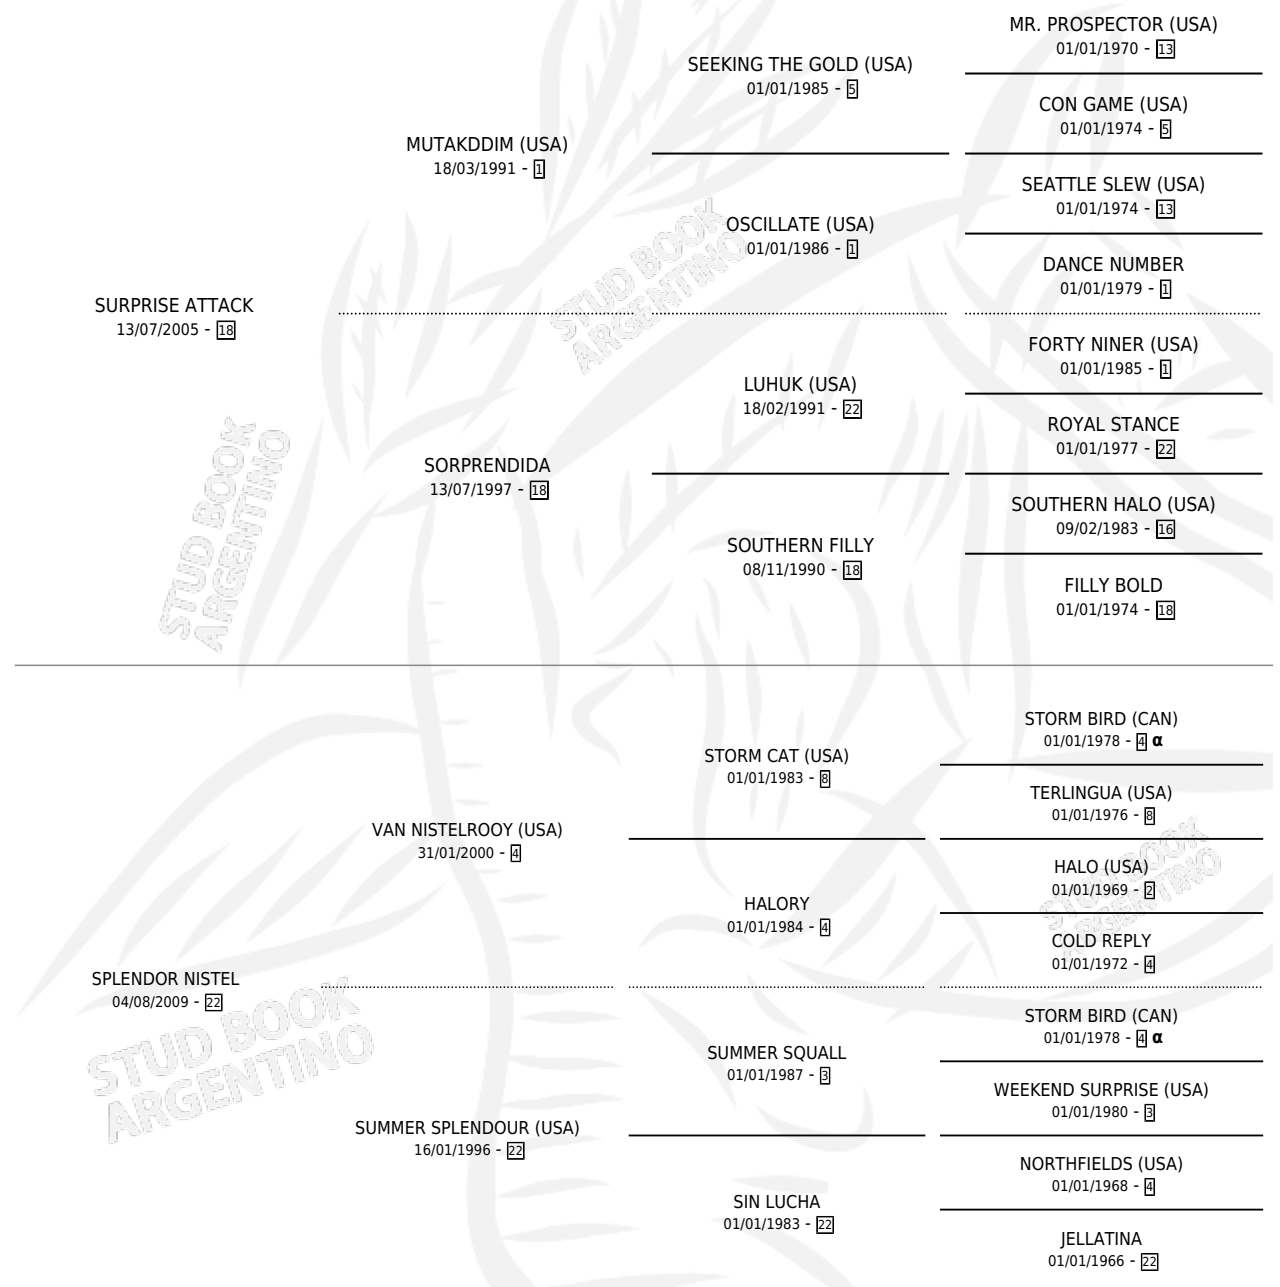 MR. PROSPECTOR (USA)
01/01/1970 - 13
SEEKING THE GOLD (USA)
01/01/1985 - 5
CON GAME (USA)
01/01/1974 - 5
MUTAKDDIM (USA)
18/03/1991 - 1
SEATTLE SLEW (USA)
01/01/1974 - 13
OSCILLATE (USA)
01/01/1986 - 1
DANCE NUMBER
01/01/1979 - 1
SURPRISE ATTACK
13/07/2005 - 18
FORTY NINER (USA)
01/01/1985 - 1
LUHUK (USA)
18/02/1991 - 22
ROYAL STANCE
01/01/1977 - 22
SORPRENDIDA
13/07/1997 - 18
SOUTHERN HALO (USA)
09/02/1983 - 16
SOUTHERN FILLY
08/11/1990 - 18
FILLY BOLD
01/01/1974 - 18
STUD BOOK
ARGENTINO
STUD BOOK
ARGENTINO
STORM BIRD (CAN)
01/01/1978 - 4 α
STORM CAT (USA)
01/01/1983 - 8
TERLINGUA (USA)
01/01/1976 - 8
VAN NISTELROOY (USA)
31/01/2000 - 4
HALO (USA)
01/01/1969 - 2
HALORY
01/01/1984 - 4
COLD REPLY
01/01/1972 - 4
SPLENDOR NISTEL
04/08/2009 - 22
STORM BIRD (CAN)
01/01/1978 - 4 α
SUMMER SQUALL
01/01/1987 - 3
WEEKEND SURPRISE (USA)
01/01/1980 - 3
SUMMER SPLENDOUR (USA)
16/01/1996 - 22
NORTHFIELDS (USA)
01/01/1968 - 4
SIN LUCHA
01/01/1983 - 22
JELLATINA
01/01/1966 - 22
STUD BOOK
ARGENTINO
STUD BOOK
ARGENTINO